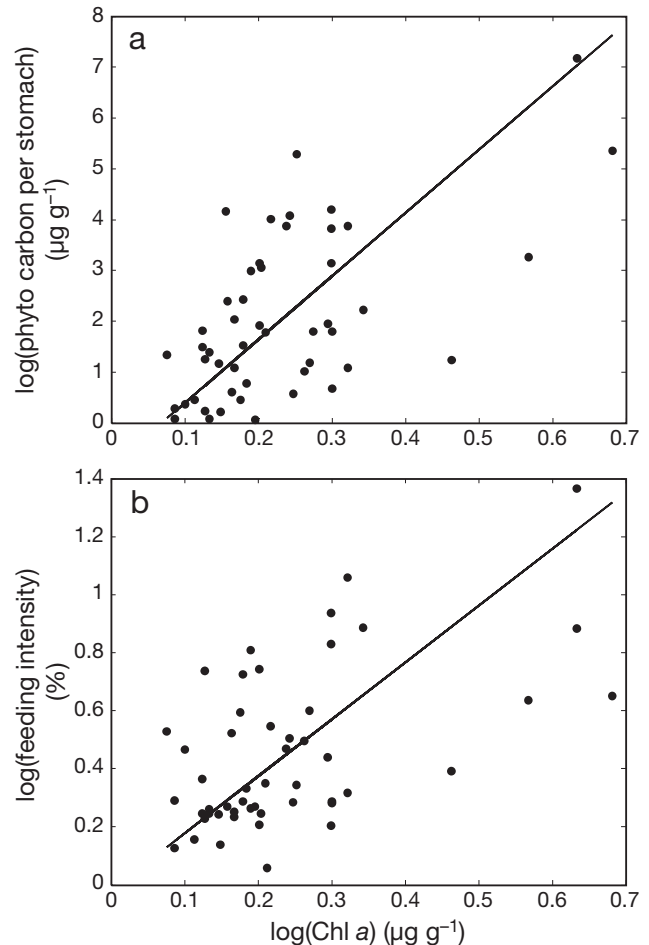 a
8
7
6
5
4
3
2
1
0
log(phyto carbon per stomach)
(µg g⁻¹)
0 0.1 0.2 0.3 0.4 0.5 0.6 0.7
b
1.4
1.2
1
0.8
0.6
0.4
0.2
0
log(feeding intensity)
(%)
0 0.1 0.2 0.3 0.4 0.5 0.6 0.7
log(Chl a) (µg g⁻¹)